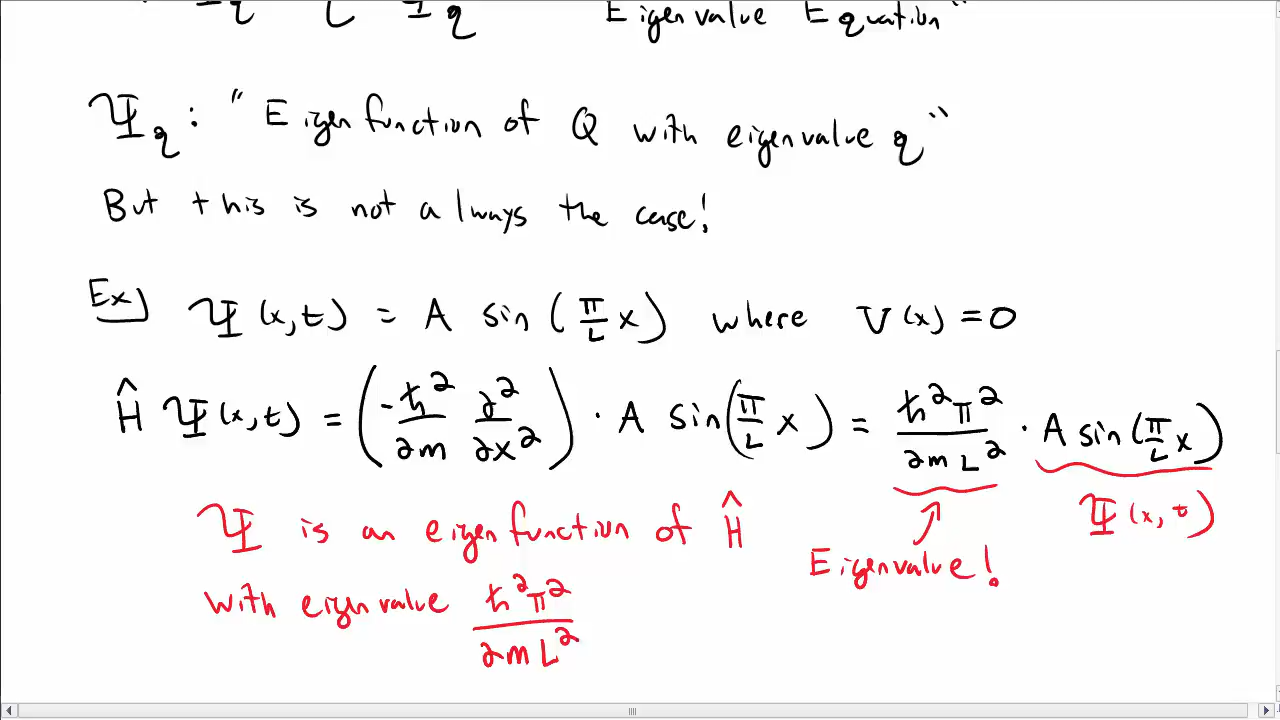 Eigenvalue Equation"
Ψ_q : "Eigenfunction of Q with eigenvalue q"
But this is not always the case!
Ex) Ψ(x,t) = A sin(π/L x) where V(x) = 0
Ĥ Ψ(x,t) = (-ħ²/2m ∂²/∂x²) · A sin(π/L x) = ħ²π²/2mL² · A sin(π/L x)
Ψ(x,t)
Ψ is an eigenfunction of Ĥ
Eigenvalue!
with eigenvalue ħ²π²/2mL²